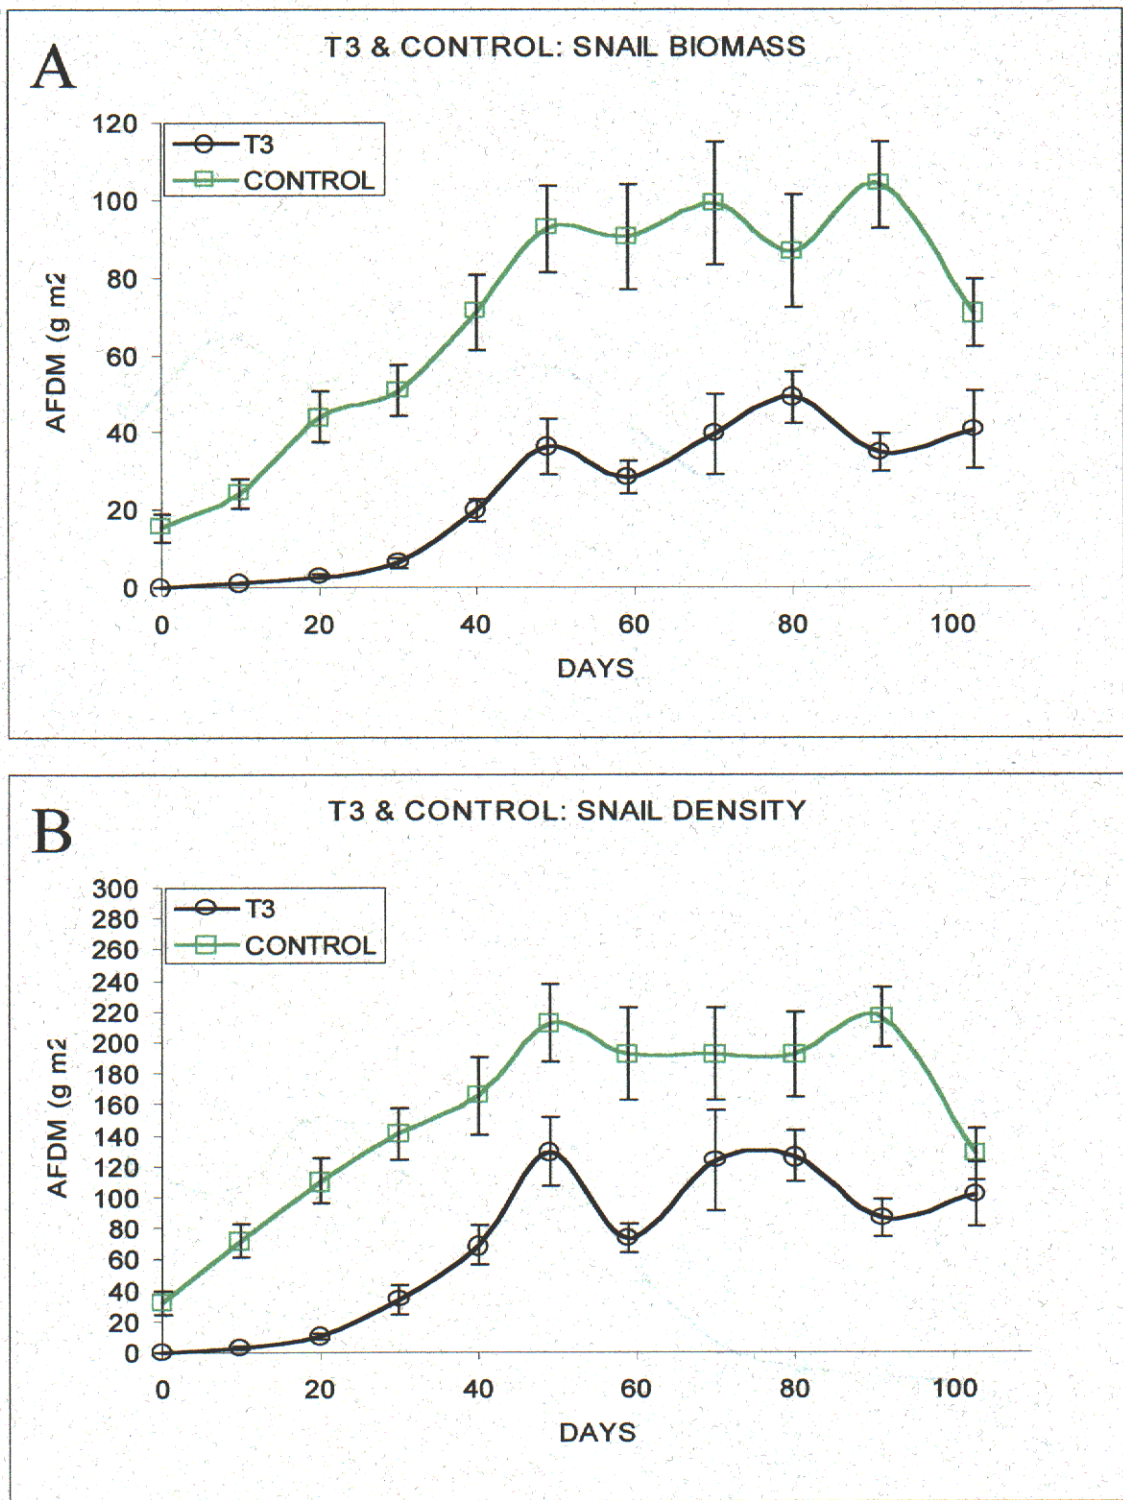 A
T3 & CONTROL: SNAIL BIOMASS
120
100
80
60
40
20
0
T3
CONTROL
AFDM (g m2
0 20 40 60 80 100
DAYS
B
T3 & CONTROL: SNAIL DENSITY
300
280
260
240
220
200
180
160
140
120
100
80
60
40
20
0
T3
CONTROL
AFDM (g m2
0 20 40 60 80 100
DAYS